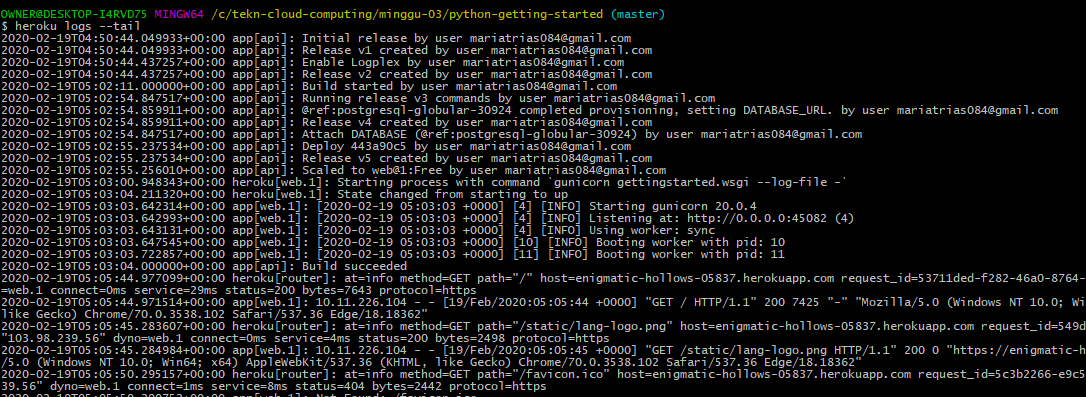 OWNER@DESKTOP-I4RVD75 MINGW64 /c/tekn-cloud-computing/minggu-03/python-getting-started (master)
$ heroku logs --tail
2020-02-19T04:50:44.049933+00:00 app[api]: Initial release by user mariatrias084@gmail.com
2020-02-19T04:50:44.049933+00:00 app[api]: Release v1 created by user mariatrias084@gmail.com
2020-02-19T04:50:44.437257+00:00 app[api]: Enable Logplex by user mariatrias084@gmail.com
2020-02-19T04:50:44.437257+00:00 app[api]: Release v2 created by user mariatrias084@gmail.com
2020-02-19T05:02:11.000000+00:00 app[api]: Build started by user mariatrias084@gmail.com
2020-02-19T05:02:54.847517+00:00 app[api]: Running release v3 commands by user mariatrias084@gmail.com
2020-02-19T05:02:54.859911+00:00 app[api]: @ref:postgresql-globular-30924 completed provisioning, setting DATABASE_URL. by user mariatrias084@gmail.com
2020-02-19T05:02:54.859911+00:00 app[api]: Release v4 created by user mariatrias084@gmail.com
2020-02-19T05:02:54.847517+00:00 app[api]: Attach DATABASE (@ref:postgresql-globular-30924) by user mariatrias084@gmail.com
2020-02-19T05:02:55.237534+00:00 app[api]: Deploy 443a90c5 by user mariatrias084@gmail.com
2020-02-19T05:02:55.237534+00:00 app[api]: Release v5 created by user mariatrias084@gmail.com
2020-02-19T05:02:55.256010+00:00 app[api]: Scaled to web@1:Free by user mariatrias084@gmail.com
2020-02-19T05:03:00.948343+00:00 heroku[web.1]: Starting process with command `gunicorn gettingstarted.wsgi --log-file -`
2020-02-19T05:03:04.211320+00:00 heroku[web.1]: State changed from starting to up
2020-02-19T05:03:03.642314+00:00 app[web.1]: [2020-02-19 05:03:03 +0000] [4] [INFO] Starting gunicorn 20.0.4
2020-02-19T05:03:03.642993+00:00 app[web.1]: [2020-02-19 05:03:03 +0000] [4] [INFO] Listening at: http://0.0.0.0:45082 (4)
2020-02-19T05:03:03.643131+00:00 app[web.1]: [2020-02-19 05:03:03 +0000] [4] [INFO] Using worker: sync
2020-02-19T05:03:03.647545+00:00 app[web.1]: [2020-02-19 05:03:03 +0000] [10] [INFO] Booting worker with pid: 10
2020-02-19T05:03:03.722857+00:00 app[web.1]: [2020-02-19 05:03:03 +0000] [11] [INFO] Booting worker with pid: 11
2020-02-19T05:03:04.000000+00:00 app[api]: Build succeeded
2020-02-19T05:05:44.977099+00:00 heroku[router]: at=info method=GET path="/" host=enigmatic-hollows-05837.herokuapp.com request_id=53711ded-f282-46a0-8764-
=web.1 connect=0ms service=29ms status=200 bytes=7643 protocol=https
2020-02-19T05:05:44.971514+00:00 app[web.1]: 10.11.226.104 - - [19/Feb/2020:05:05:44 +0000] "GET / HTTP/1.1" 200 7425 "-" "Mozilla/5.0 (Windows NT 10.0; Wi
like Gecko) Chrome/70.0.3538.102 Safari/537.36 Edge/18.18362"
2020-02-19T05:05:45.283607+00:00 heroku[router]: at=info method=GET path="/static/lang-logo.png" host=enigmatic-hollows-05837.herokuapp.com request_id=549d
"103.98.239.56" dyno=web.1 connect=0ms service=4ms status=200 bytes=2498 protocol=https
2020-02-19T05:05:45.284984+00:00 app[web.1]: 10.11.226.104 - - [19/Feb/2020:05:05:45 +0000] "GET /static/lang-logo.png HTTP/1.1" 200 0 "https://enigmatic-h
/5.0 (Windows NT 10.0; Win64; x64) AppleWebKit/537.36 (KHTML, like Gecko) Chrome/70.0.3538.102 Safari/537.36 Edge/18.18362"
2020-02-19T05:05:50.295157+00:00 heroku[router]: at=info method=GET path="/favicon.ico" host=enigmatic-hollows-05837.herokuapp.com request_id=5c3b2266-e9c5
39.56" dyno=web.1 connect=1ms service=8ms status=404 bytes=2442 protocol=https